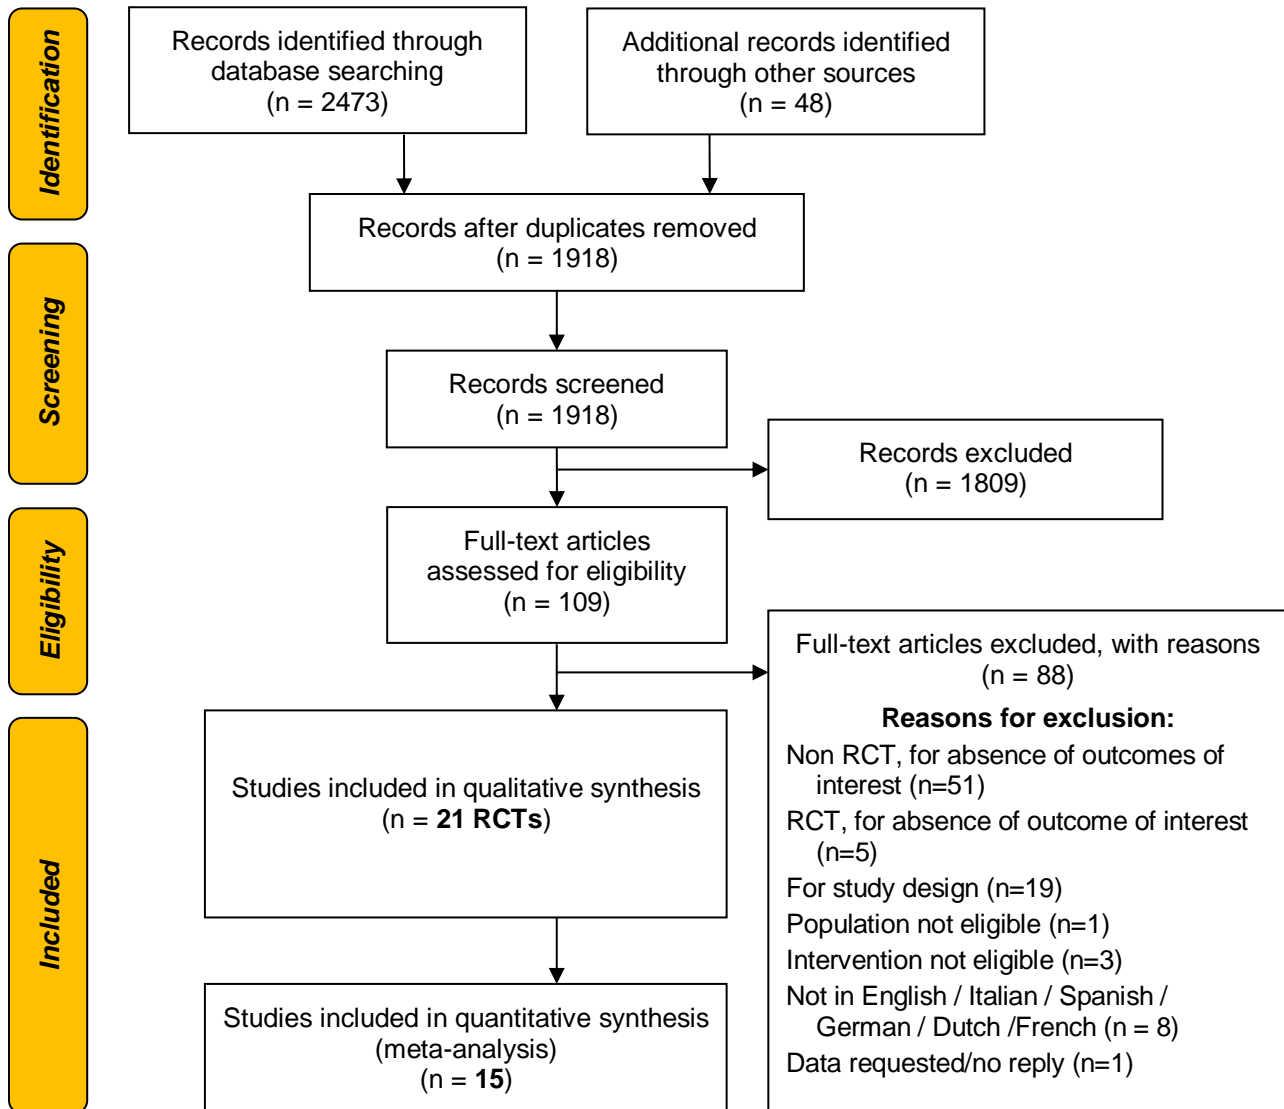 Identification
Records identified through
database searching
(n = 2473)
Additional records identified
through other sources
(n = 48)
Records after duplicates removed
(n = 1918)
Screening
Records screened
(n = 1918)
Records excluded
(n = 1809)
Eligibility
Full-text articles
assessed for eligibility
(n = 109)
Full-text articles excluded, with reasons
(n = 88)
Reasons for exclusion:
Non RCT, for absence of outcomes of
interest (n=51)
RCT, for absence of outcome of interest
(n=5)
For study design (n=19)
Population not eligible (n=1)
Intervention not eligible (n=3)
Not in English / Italian / Spanish /
German / Dutch /French (n = 8)
Data requested/no reply (n=1)
Included
Studies included in qualitative synthesis
(n = 21 RCTs)
Studies included in quantitative synthesis
(meta-analysis)
(n = 15)